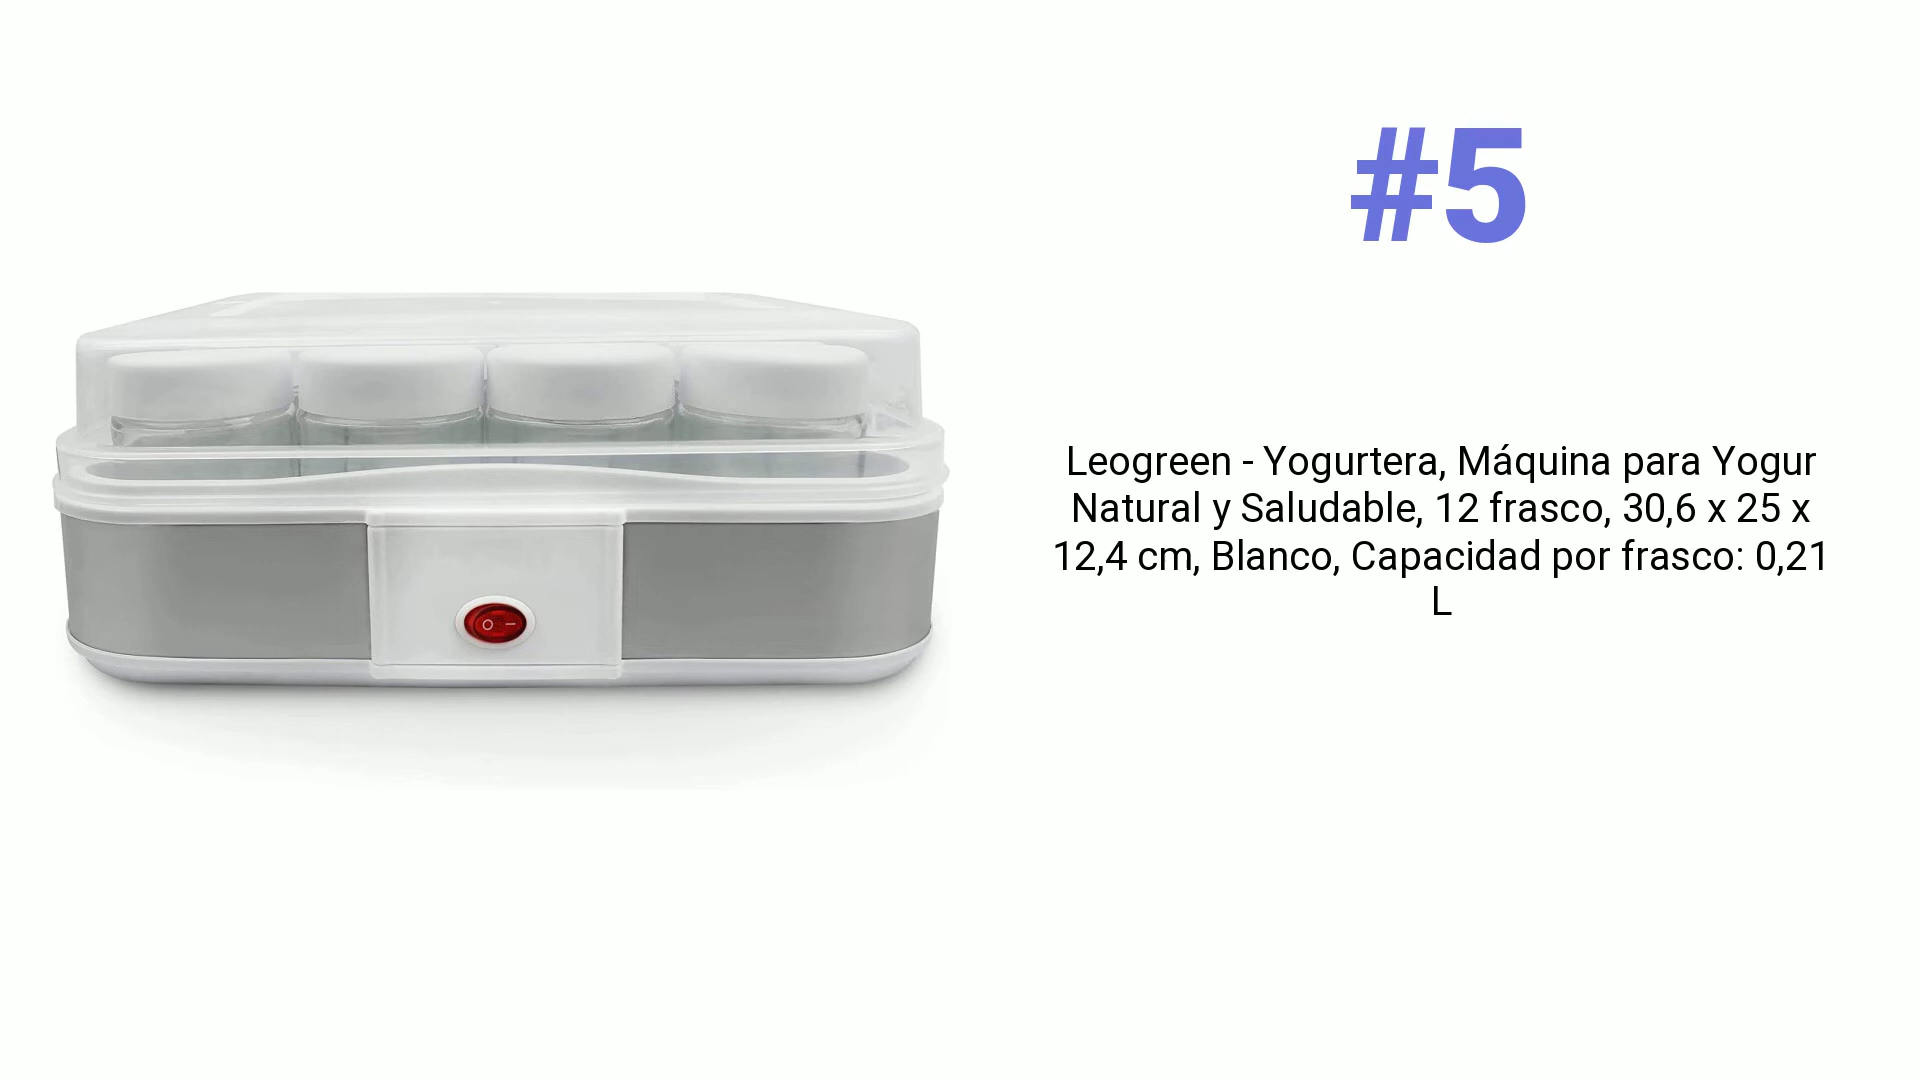 #5
Leogreen - Yogurtera, Máquina para Yogur
Natural y Saludable, 12 frasco, 30,6 x 25 x
12,4 cm, Blanco, Capacidad por frasco: 0,21
L